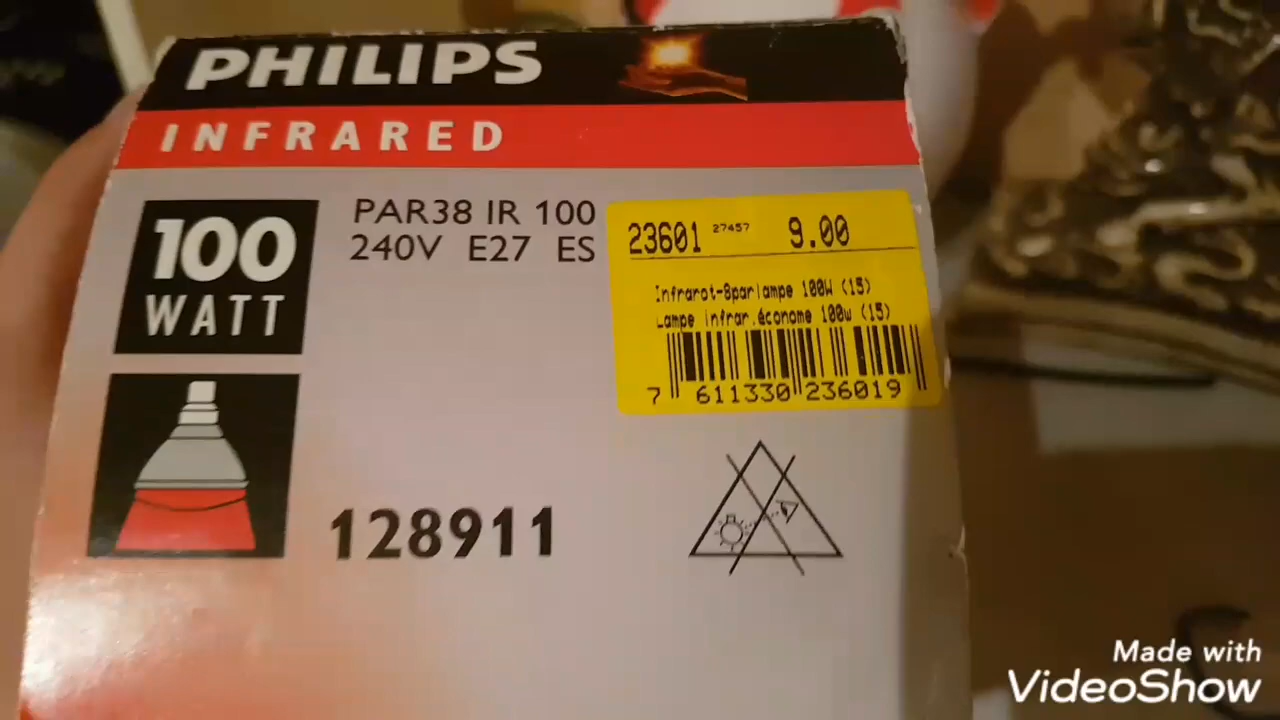 PHILIPS
INFRARED
100
WATT
PAR38 IR 100
240V E27 ES
23601 27457 9.00
Infrarot-Sparlampe 100W (15)
Lampe infrar.économe 100w (15)
7 611330 236019
128911
Made with
VideoShow